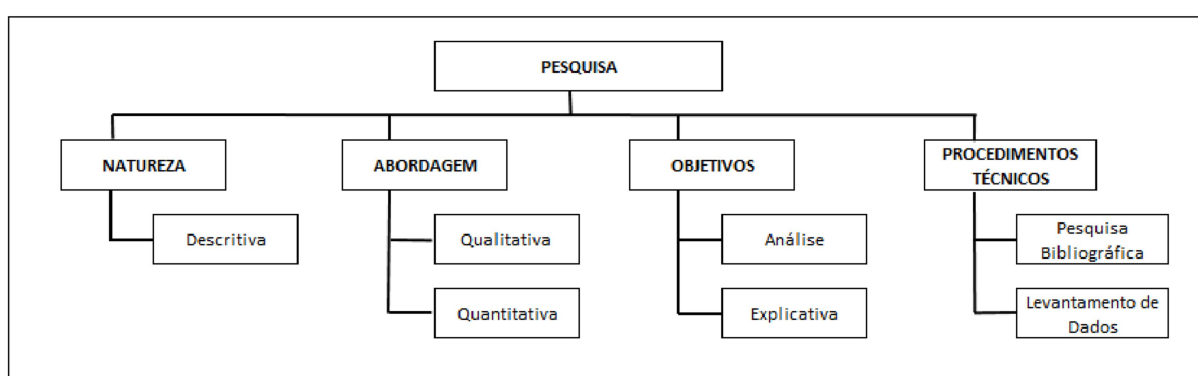 PESQUISA
NATUREZA
ABORDAGEM
OBJETIVOS
PROCEDIMENTOS
TÉCNICOS
Descritiva
Qualitativa
Análise
Pesquisa
Bibliográfica
Quantitativa
Explicativa
Levantamento de
Dados